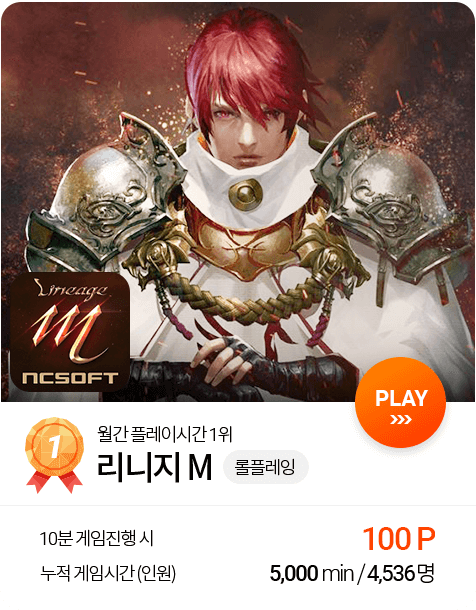 Lineage
M
NCSOFT
PLAY
>>>
1
월간 플레이시간 1위
리니지 M 롤플레잉
10분 게임진행 시 100 P
누적 게임시간 (인원) 5,000 min / 4,536명